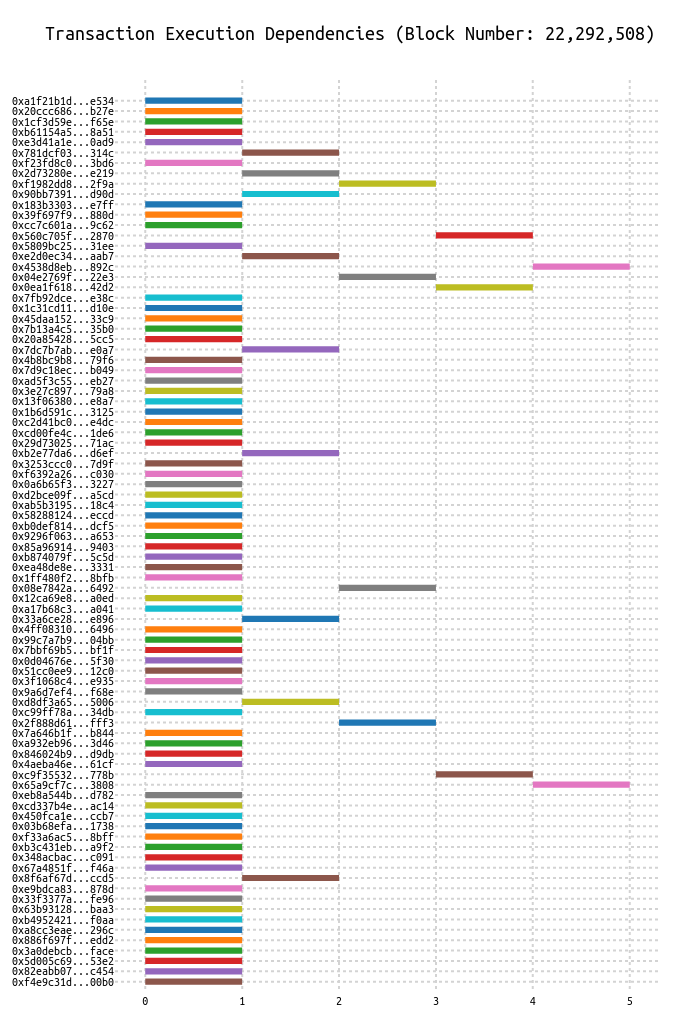 Transaction Execution Dependencies (Block Number: 22,292,508)
0xa1f21b1d...e534
0x20ccc686...b27e
0x1cf3d59e...f65e
0xb61154a5...8a51
0xe3d41a1e...0ad9
0x781dcf03...314c
0xf23fd8c0...3bd6
0x2d73280e...e219
0xf1982dd8...2f9a
0x90bb7391...d90d
0x183b3303...e7ff
0x39f697f9...880d
0xcc7c601a...9c62
0x560c705f...2870
0x5809bc25...31ee
0xe2d0ec34...aab7
0x4538d8eb...892c
0x04e2769f...22e3
0x0ea1f618...42d2
0x7fb92dce...e38c
0x1c31cd11...d10e
0x45daa152...33c9
0x7b13a4c5...35b0
0x20a85428...5cc5
0x7dc7b7ab...e0a7
0x4b8bc9b8...79f6
0x7d9c18ec...b049
0xad5f3c55...eb27
0x3e27c897...79a8
0x13f06380...e8a7
0x1b6d591c...3125
0xc2d41bc0...e4dc
0xcd00fe4c...1de6
0x29d73025...71ac
0xb2e77da6...d6ef
0x3253ccc0...7d9f
0xf6392a26...c030
0x0a6b65f3...3227
0xd2bce09f...a5cd
0xab5b3195...18c4
0x58288124...eccd
0xb0def814...dcf5
0x9296f063...a653
0x85a96914...9403
0xb874079f...5c5d
0xea48de8e...3331
0x1ff480f2...8bfb
0x08e7842a...6492
0x12ca69e8...a0ed
0xa17b68c3...a041
0x33a6ce28...e896
0x4ff08310...6496
0x99c7a7b9...04bb
0x7bbf69b5...bf1f
0x0d04676e...5f30
0x51cc0ee9...12c0
0x3f1068c4...e935
0x9a6d7ef4...f68e
0xd8df3a65...5006
0xc99ff78a...34db
0x2f888d61...fff3
0x7a646b1f...b844
0xa932eb96...3d46
0x846024b9...d9db
0x4aeba46e...61cf
0xc9f35532...778b
0x65a9cf7c...3808
0xeb8a544b...d782
0xcd337b4e...ac14
0x450fca1e...ccb7
0x03b68efa...1738
0xf33a6ac5...8bff
0xb3c431eb...a9f2
0x348acbac...c091
0x67a4851f...f46a
0x8f6af67d...ccd5
0xe9bdca83...878d
0x33f3377a...fe96
0x63b93128...baa3
0xb4952421...f0aa
0xa8cc3eae...296c
0x886f697f...edd2
0x3a0debcb...face
0x5d005c69...53e2
0x82eabb07...c454
0xf4e9c31d...00b0
0 1 2 3 4 5